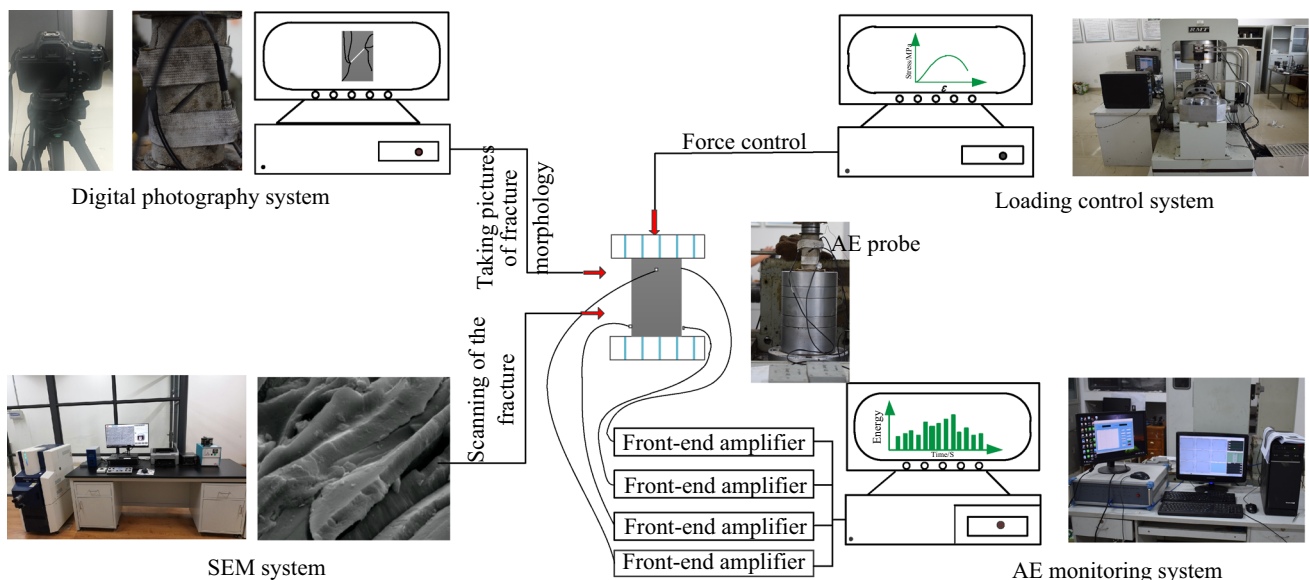 Digital photography system
Taking pictures
of fracture
morphology
Stress/MPa
ε
Force control
RMT
Loading control system
AE probe
Scanning of the
fracture
SEM system
Front-end amplifier
Front-end amplifier
Front-end amplifier
Front-end amplifier
Energy
Time/S
AE monitoring system